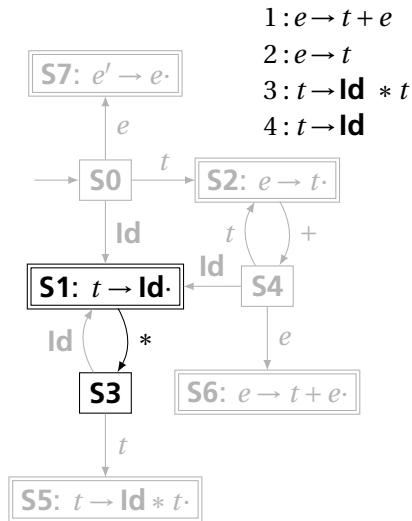 1: e → t + e
2: e → t
3: t → Id * t
4: t → Id
S7: e′ → e·
e
S0
t
S2: e → t·
Id
t
+
S1: t → Id·
Id
S4
Id
*
e
S3
S6: e → t + e·
t
S5: t → Id * t·